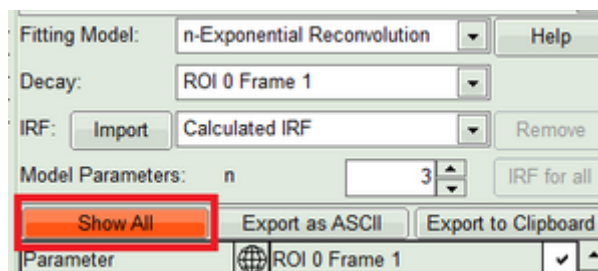 Fitting Model: n-Exponential Reconvolution Help
Decay: ROI 0 Frame 1
IRF: Import Calculated IRF Remove
Model Parameters: n 3 IRF for all
Show All Export as ASCII Export to Clipboard
Parameter ROI 0 Frame 1